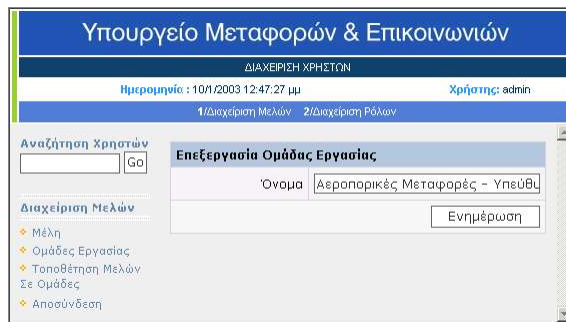 Υπουργείο Μεταφορών & Επικοινωνιών
ΔΙΑΧΕΙΡΙΣΗ ΧΡΗΣΤΩΝ
Ημερομηνία : 10/1/2003 12:47:27 μμ Χρήστης: admin
1/Διαχείριση Μελών 2/Διαχείριση Ρόλων
Αναζήτηση Χρηστών
Go
Επεξεργασία Ομάδας Εργασίας
Όνομα Αεροπορικές Μεταφορές - Υπεύθυ
Ενημέρωση
Διαχείριση Μελών
Μέλη
Ομάδες Εργασίας
Τοποθέτηση Μελών
Σε Ομάδες
Αποσύνδεση